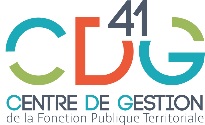 CDG 41
CENTRE DE GESTION
de la Fonction Publique Territoriale